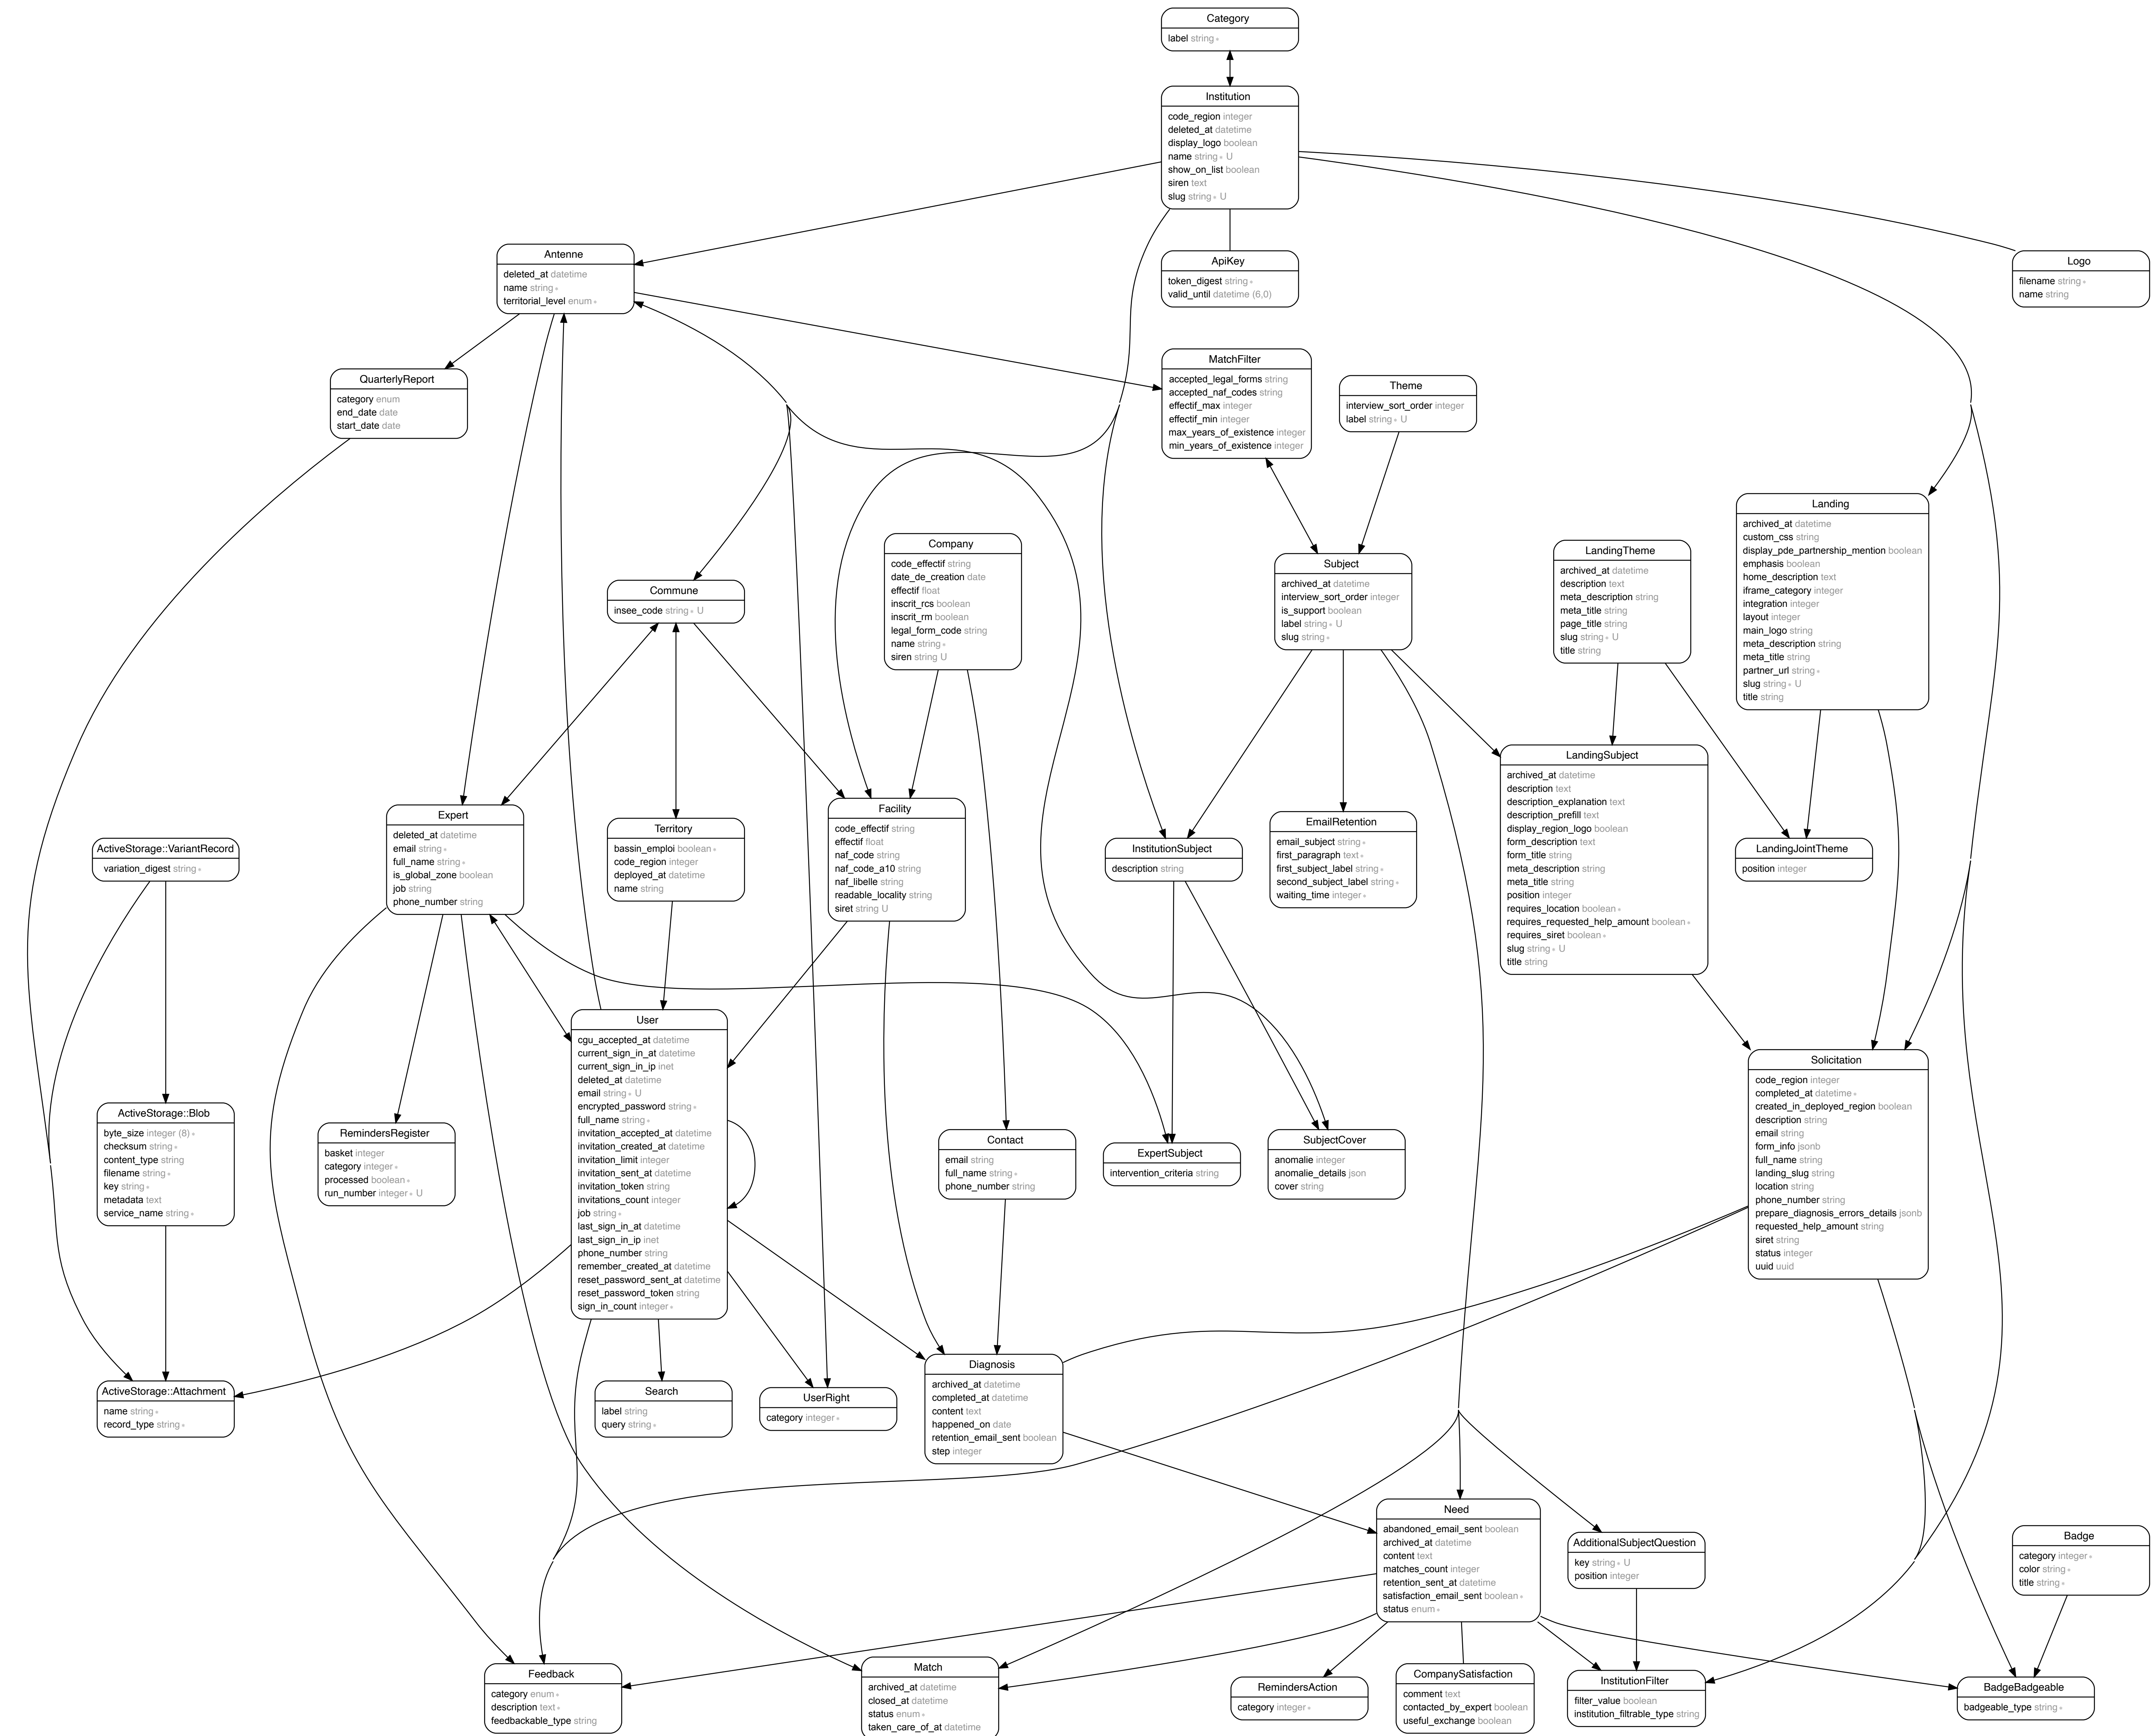 Category
label string∗
Institution
code_region integer
deleted_at datetime
display_logo boolean
name string∗ U
show_on_list boolean
siren text
slug string∗ U
Antenne
deleted_at datetime
name string∗
territorial_level enum∗
ApiKey
token_digest string∗
valid_until datetime (6,0)
Logo
filename string∗
name string
QuarterlyReport
category enum
end_date date
start_date date
MatchFilter
accepted_legal_forms string
accepted_naf_codes string
effectif_max integer
effectif_min integer
max_years_of_existence integer
min_years_of_existence integer
Theme
interview_sort_order integer
label string∗ U
Landing
archived_at datetime
custom_css string
display_pde_partnership_mention boolean
emphasis boolean
home_description text
iframe_category integer
integration integer
layout integer
main_logo string
meta_description string
meta_title string
partner_url string∗
slug string∗ U
title string
Company
code_effectif string
date_de_creation date
effectif float
inscrit_rcs boolean
inscrit_rm boolean
legal_form_code string
name string∗
siren string U
LandingTheme
archived_at datetime
description text
meta_description string
meta_title string
page_title string
slug string∗ U
title string
Subject
archived_at datetime
interview_sort_order integer
is_support boolean
label string∗ U
slug string∗
Commune
insee_code string∗ U
LandingSubject
archived_at datetime
description text
description_explanation text
description_prefill text
display_region_logo boolean
form_description text
form_title string
meta_description string
meta_title string
position integer
requires_location boolean∗
requires_requested_help_amount boolean∗
requires_siret boolean∗
slug string∗ U
title string
Facility
code_effectif string
effectif float
naf_code string
naf_code_a10 string
naf_libelle string
readable_locality string
siret string U
Expert
deleted_at datetime
email string∗
full_name string∗
is_global_zone boolean
job string
phone_number string
Territory
bassin_emploi boolean∗
code_region integer
deployed_at datetime
name string
EmailRetention
email_subject string∗
first_paragraph text∗
first_subject_label string∗
second_subject_label string∗
waiting_time integer∗
ActiveStorage::VariantRecord
variation_digest string∗
InstitutionSubject
description string
LandingJointTheme
position integer
User
cgu_accepted_at datetime
current_sign_in_at datetime
current_sign_in_ip inet
deleted_at datetime
email string∗ U
encrypted_password string∗
full_name string∗
invitation_accepted_at datetime
invitation_created_at datetime
invitation_limit integer
invitation_sent_at datetime
invitation_token string
invitations_count integer
job string∗
last_sign_in_at datetime
last_sign_in_ip inet
phone_number string
remember_created_at datetime
reset_password_sent_at datetime
reset_password_token string
sign_in_count integer∗
Solicitation
code_region integer
completed_at datetime∗
created_in_deployed_region boolean
description string
email string
form_info jsonb
full_name string
landing_slug string
location string
phone_number string
prepare_diagnosis_errors_details jsonb
requested_help_amount string
siret string
status integer
uuid uuid
ActiveStorage::Blob
byte_size integer (8)∗
checksum string∗
content_type string
filename string∗
key string∗
metadata text
service_name string∗
RemindersRegister
basket integer
category integer∗
processed boolean∗
run_number integer∗ U
Contact
email string
full_name string∗
phone_number string
ExpertSubject
intervention_criteria string
SubjectCover
anomalie integer
anomalie_details json
cover string
Diagnosis
archived_at datetime
completed_at datetime
content text
happened_on date
retention_email_sent boolean
step integer
ActiveStorage::Attachment
name string∗
record_type string∗
Search
label string
query string∗
UserRight
category integer∗
Need
abandoned_email_sent boolean
archived_at datetime
content text
matches_count integer
retention_sent_at datetime
satisfaction_email_sent boolean∗
status enum∗
AdditionalSubjectQuestion
key string∗ U
position integer
Badge
category integer∗
color string∗
title string∗
Feedback
category enum∗
description text∗
feedbackable_type string
Match
archived_at datetime
closed_at datetime
status enum∗
taken_care_of_at datetime
RemindersAction
category integer∗
CompanySatisfaction
comment text
contacted_by_expert boolean
useful_exchange boolean
InstitutionFilter
filter_value boolean
institution_filtrable_type string
BadgeBadgeable
badgeable_type string∗